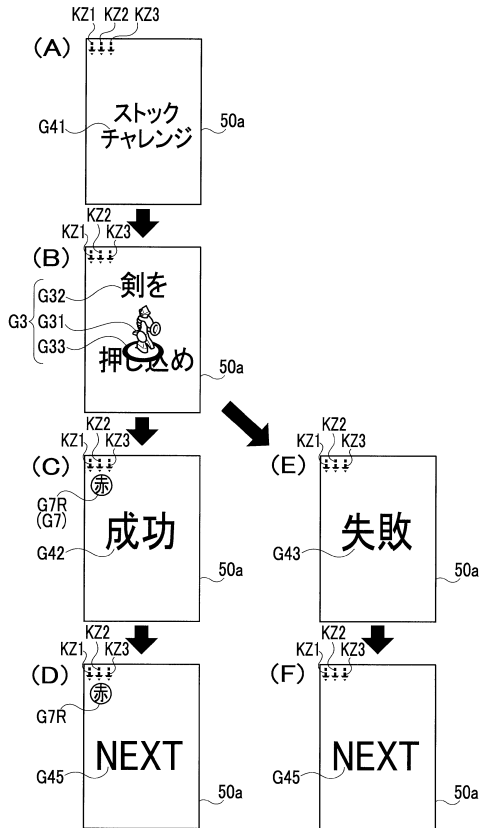 KZ1 KZ2 KZ3
(A)
ストック
チャレンジ
G41
50a
KZ2
KZ1 KZ3
(B)
剣を
G32
G3 G31
G33
押し込め
50a
KZ2
KZ1 KZ3
(C)
赤
G7R
(G7)
成功
G42
50a
KZ2
KZ1 KZ3
(E)
失敗
G43
50a
KZ2
KZ1 KZ3
(D)
赤
G7R
NEXT
G45
50a
KZ2
KZ1 KZ3
(F)
NEXT
G45
50a